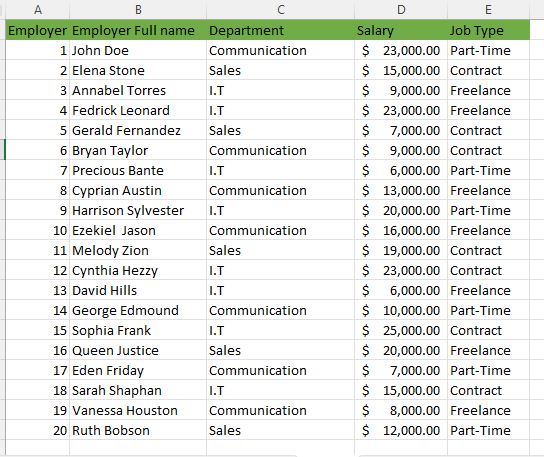 A B C D E
Employer Employer Full name Department Salary Job Type
1 John Doe Communication $ 23,000.00 Part-Time
2 Elena Stone Sales $ 15,000.00 Contract
3 Annabel Torres I.T $ 9,000.00 Freelance
4 Fedrick Leonard I.T $ 23,000.00 Freelance
5 Gerald Fernandez Sales $ 7,000.00 Contract
6 Bryan Taylor Communication $ 9,000.00 Contract
7 Precious Bante I.T $ 6,000.00 Part-Time
8 Cyprian Austin Communication $ 13,000.00 Freelance
9 Harrison Sylvester I.T $ 20,000.00 Part-Time
10 Ezekiel Jason Communication $ 16,000.00 Freelance
11 Melody Zion Sales $ 19,000.00 Contract
12 Cynthia Hezzy I.T $ 23,000.00 Contract
13 David Hills I.T $ 6,000.00 Freelance
14 George Edmound Communication $ 10,000.00 Part-Time
15 Sophia Frank I.T $ 25,000.00 Contract
16 Queen Justice Sales $ 20,000.00 Freelance
17 Eden Friday Communication $ 7,000.00 Part-Time
18 Sarah Shaphan I.T $ 15,000.00 Contract
19 Vanessa Houston Communication $ 8,000.00 Freelance
20 Ruth Bobson Sales $ 12,000.00 Part-Time